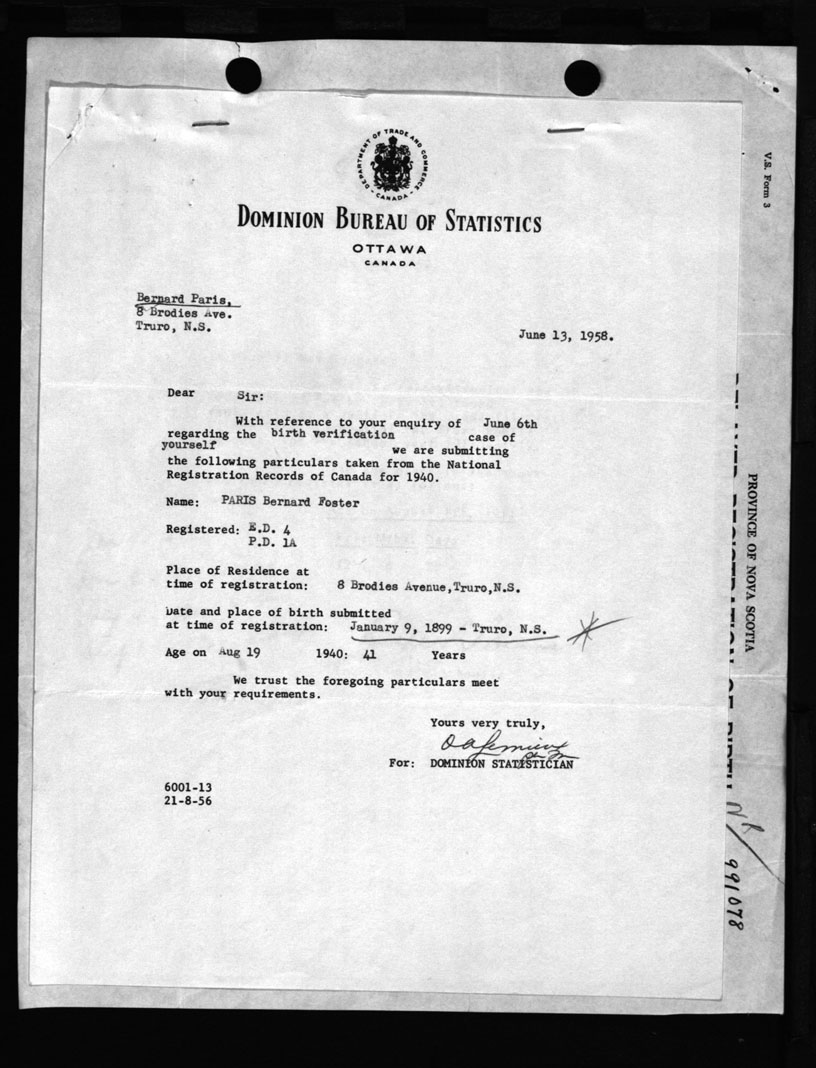 DEPARTMENT OF TRADE AND COMMERCE
- CANADA -
DOMINION BUREAU OF STATISTICS
OTTAWA
CANADA
Bernard Paris,
8 Brodies Ave.
Truro, N.S.
June 13, 1958.
Dear Sir:
With reference to your enquiry of June 6th
regarding the birth verification case of
yourself we are submitting
the following particulars taken from the National
Registration Records of Canada for 1940.
Name: PARIS Bernard Foster
Registered: E.D. 4
P.D. 1A
Place of Residence at
time of registration: 8 Brodies Avenue,Truro,N.S.
Date and place of birth submitted
at time of registration: January 9, 1899 - Truro, N.S.
Age on Aug 19 1940: 41 Years
We trust the foregoing particulars meet
with your requirements.
Yours very truly,
For: DOMINION STATISTICIAN
6001-13
21-8-56
V.S. Form 3
PROVINCE OF NOVA SCOTIA
REGISTRATION OF BIRTH
991078